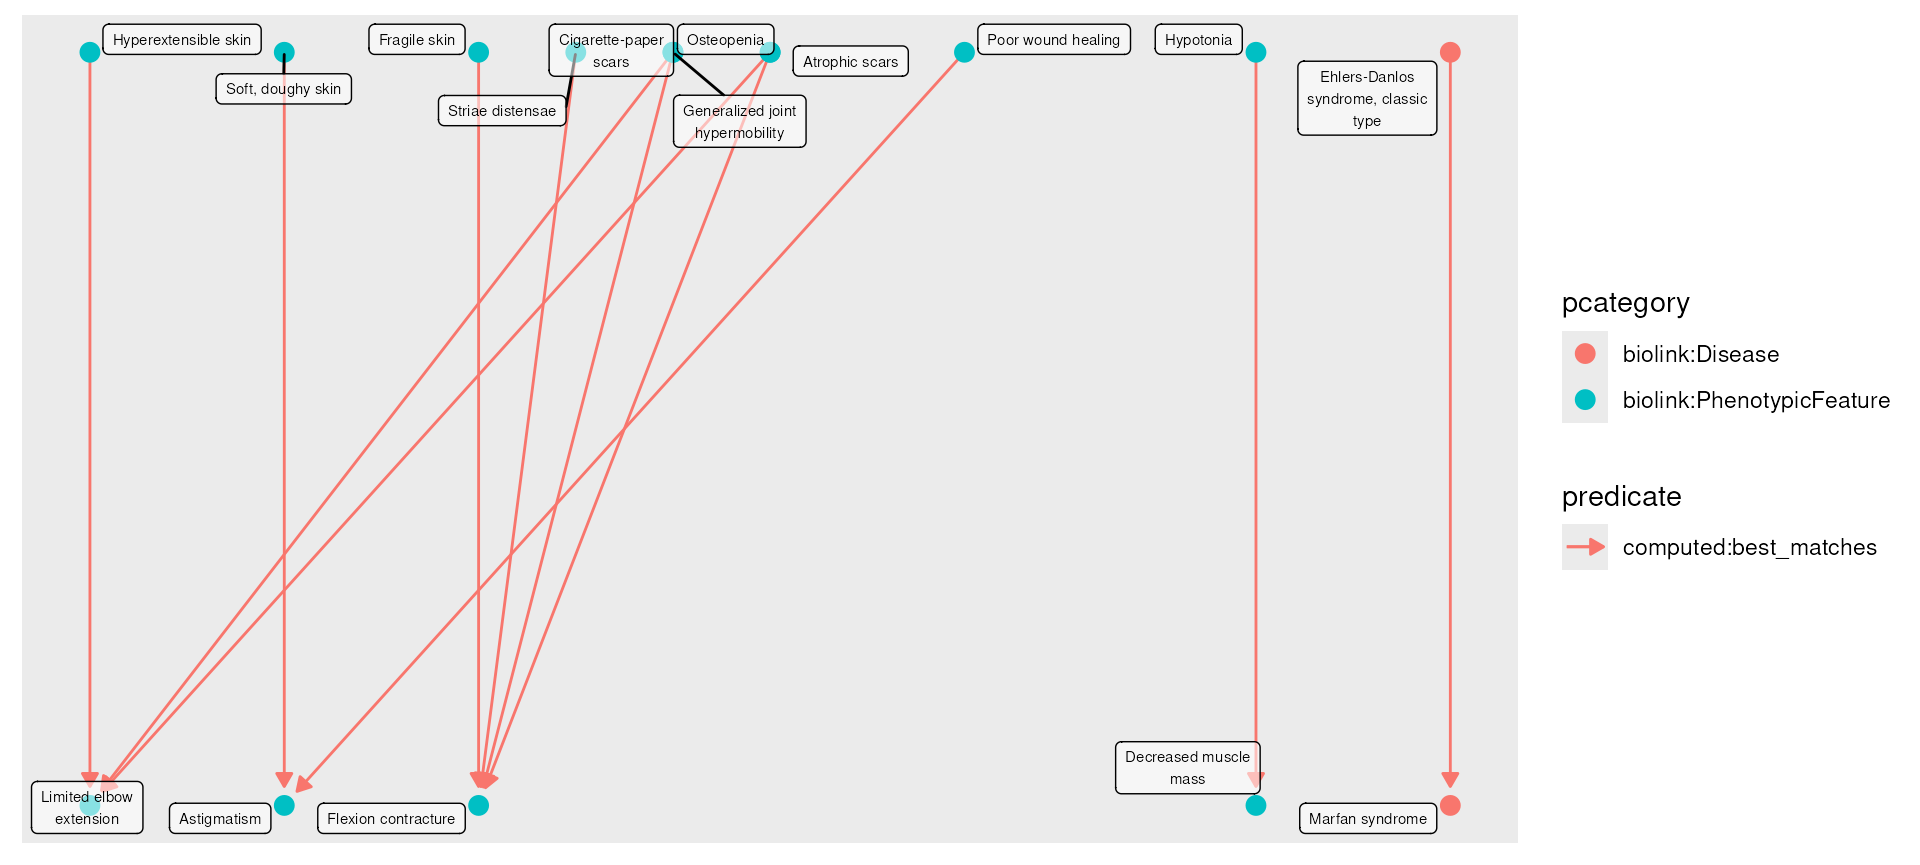 Hyperextensible skin
Soft, doughy skin
Fragile skin
Striae distensae
Cigarette-paper
scars
Osteopenia
Generalized joint
hypermobility
Atrophic scars
Poor wound healing
Hypotonia
Ehlers-Danlos
syndrome, classic
type
Limited elbow
extension
Astigmatism
Flexion contracture
Decreased muscle
mass
Marfan syndrome
pcategory
biolink:Disease
biolink:PhenotypicFeature
predicate
computed:best_matches